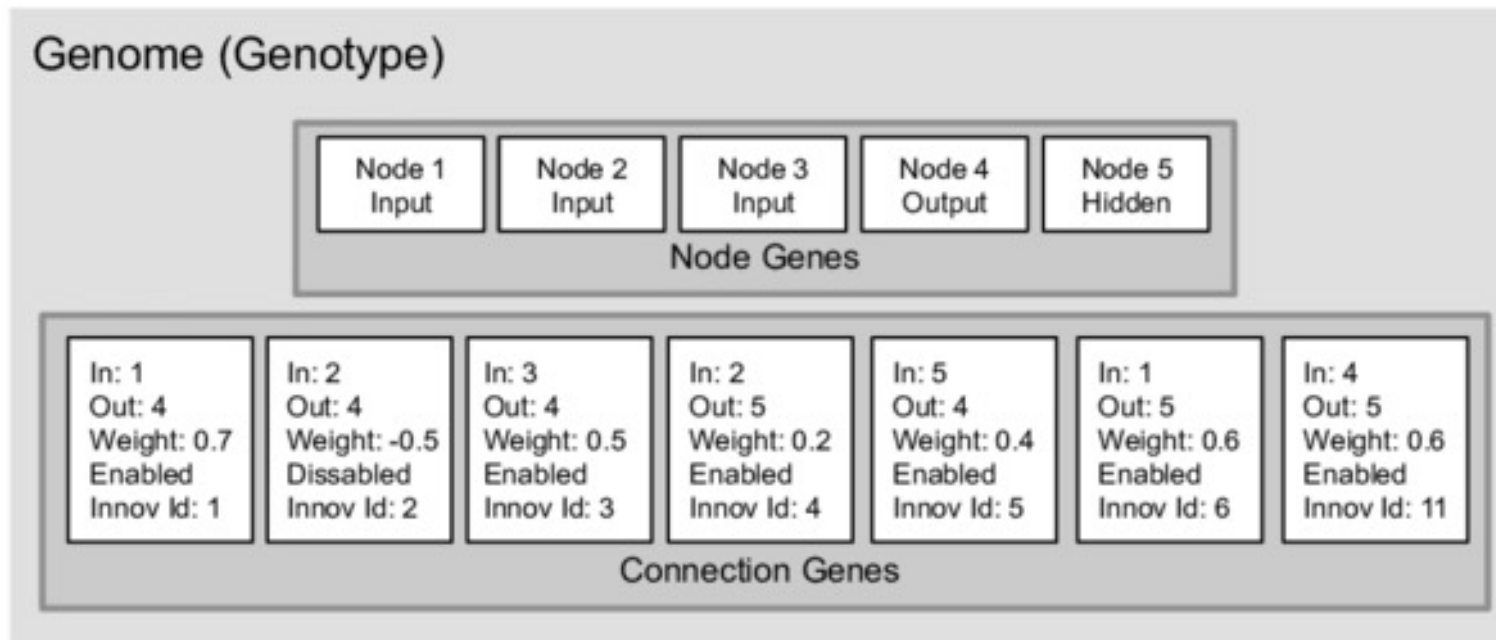 Genome (Genotype)
Node 1
Input
Node 2
Input
Node 3
Input
Node 4
Output
Node 5
Hidden
Node Genes
In: 1
Out: 4
Weight: 0.7
Enabled
Innov Id: 1
In: 2
Out: 4
Weight: -0.5
Dissabled
Innov Id: 2
In: 3
Out: 4
Weight: 0.5
Enabled
Innov Id: 3
In: 2
Out: 5
Weight: 0.2
Enabled
Innov Id: 4
In: 5
Out: 4
Weight: 0.4
Enabled
Innov Id: 5
In: 1
Out: 5
Weight: 0.6
Enabled
Innov Id: 6
In: 4
Out: 5
Weight: 0.6
Enabled
Innov Id: 11
Connection Genes